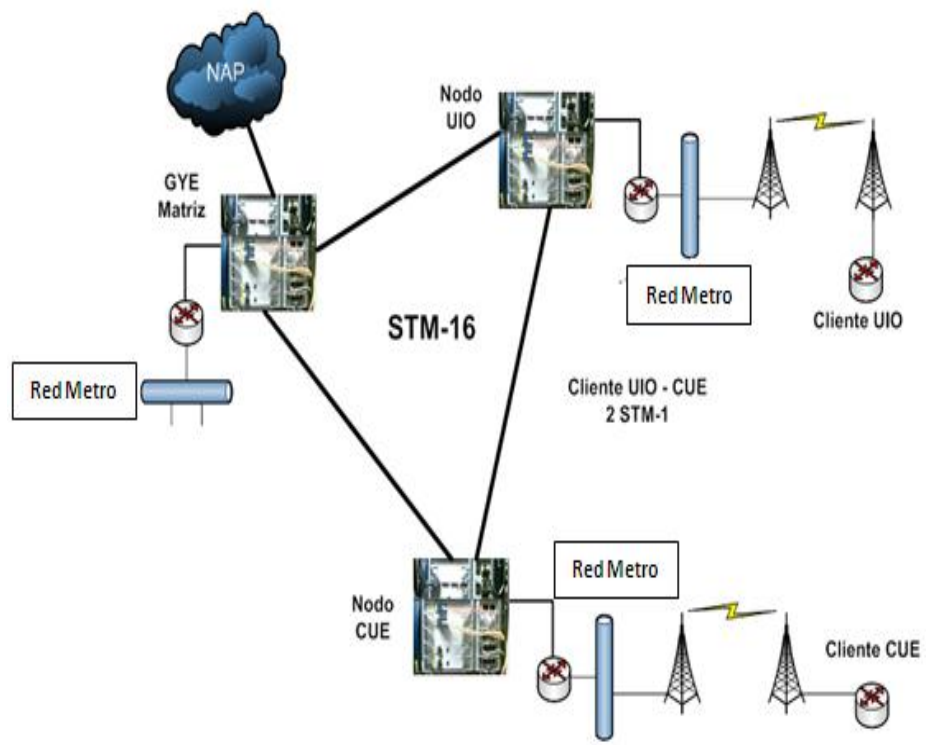 NAP
Nodo
UIO
GYE
Matriz
Red Metro
Cliente UIO
STM-16
Red Metro
Cliente UIO - CUE
2 STM-1
Red Metro
Nodo
CUE
Cliente CUE